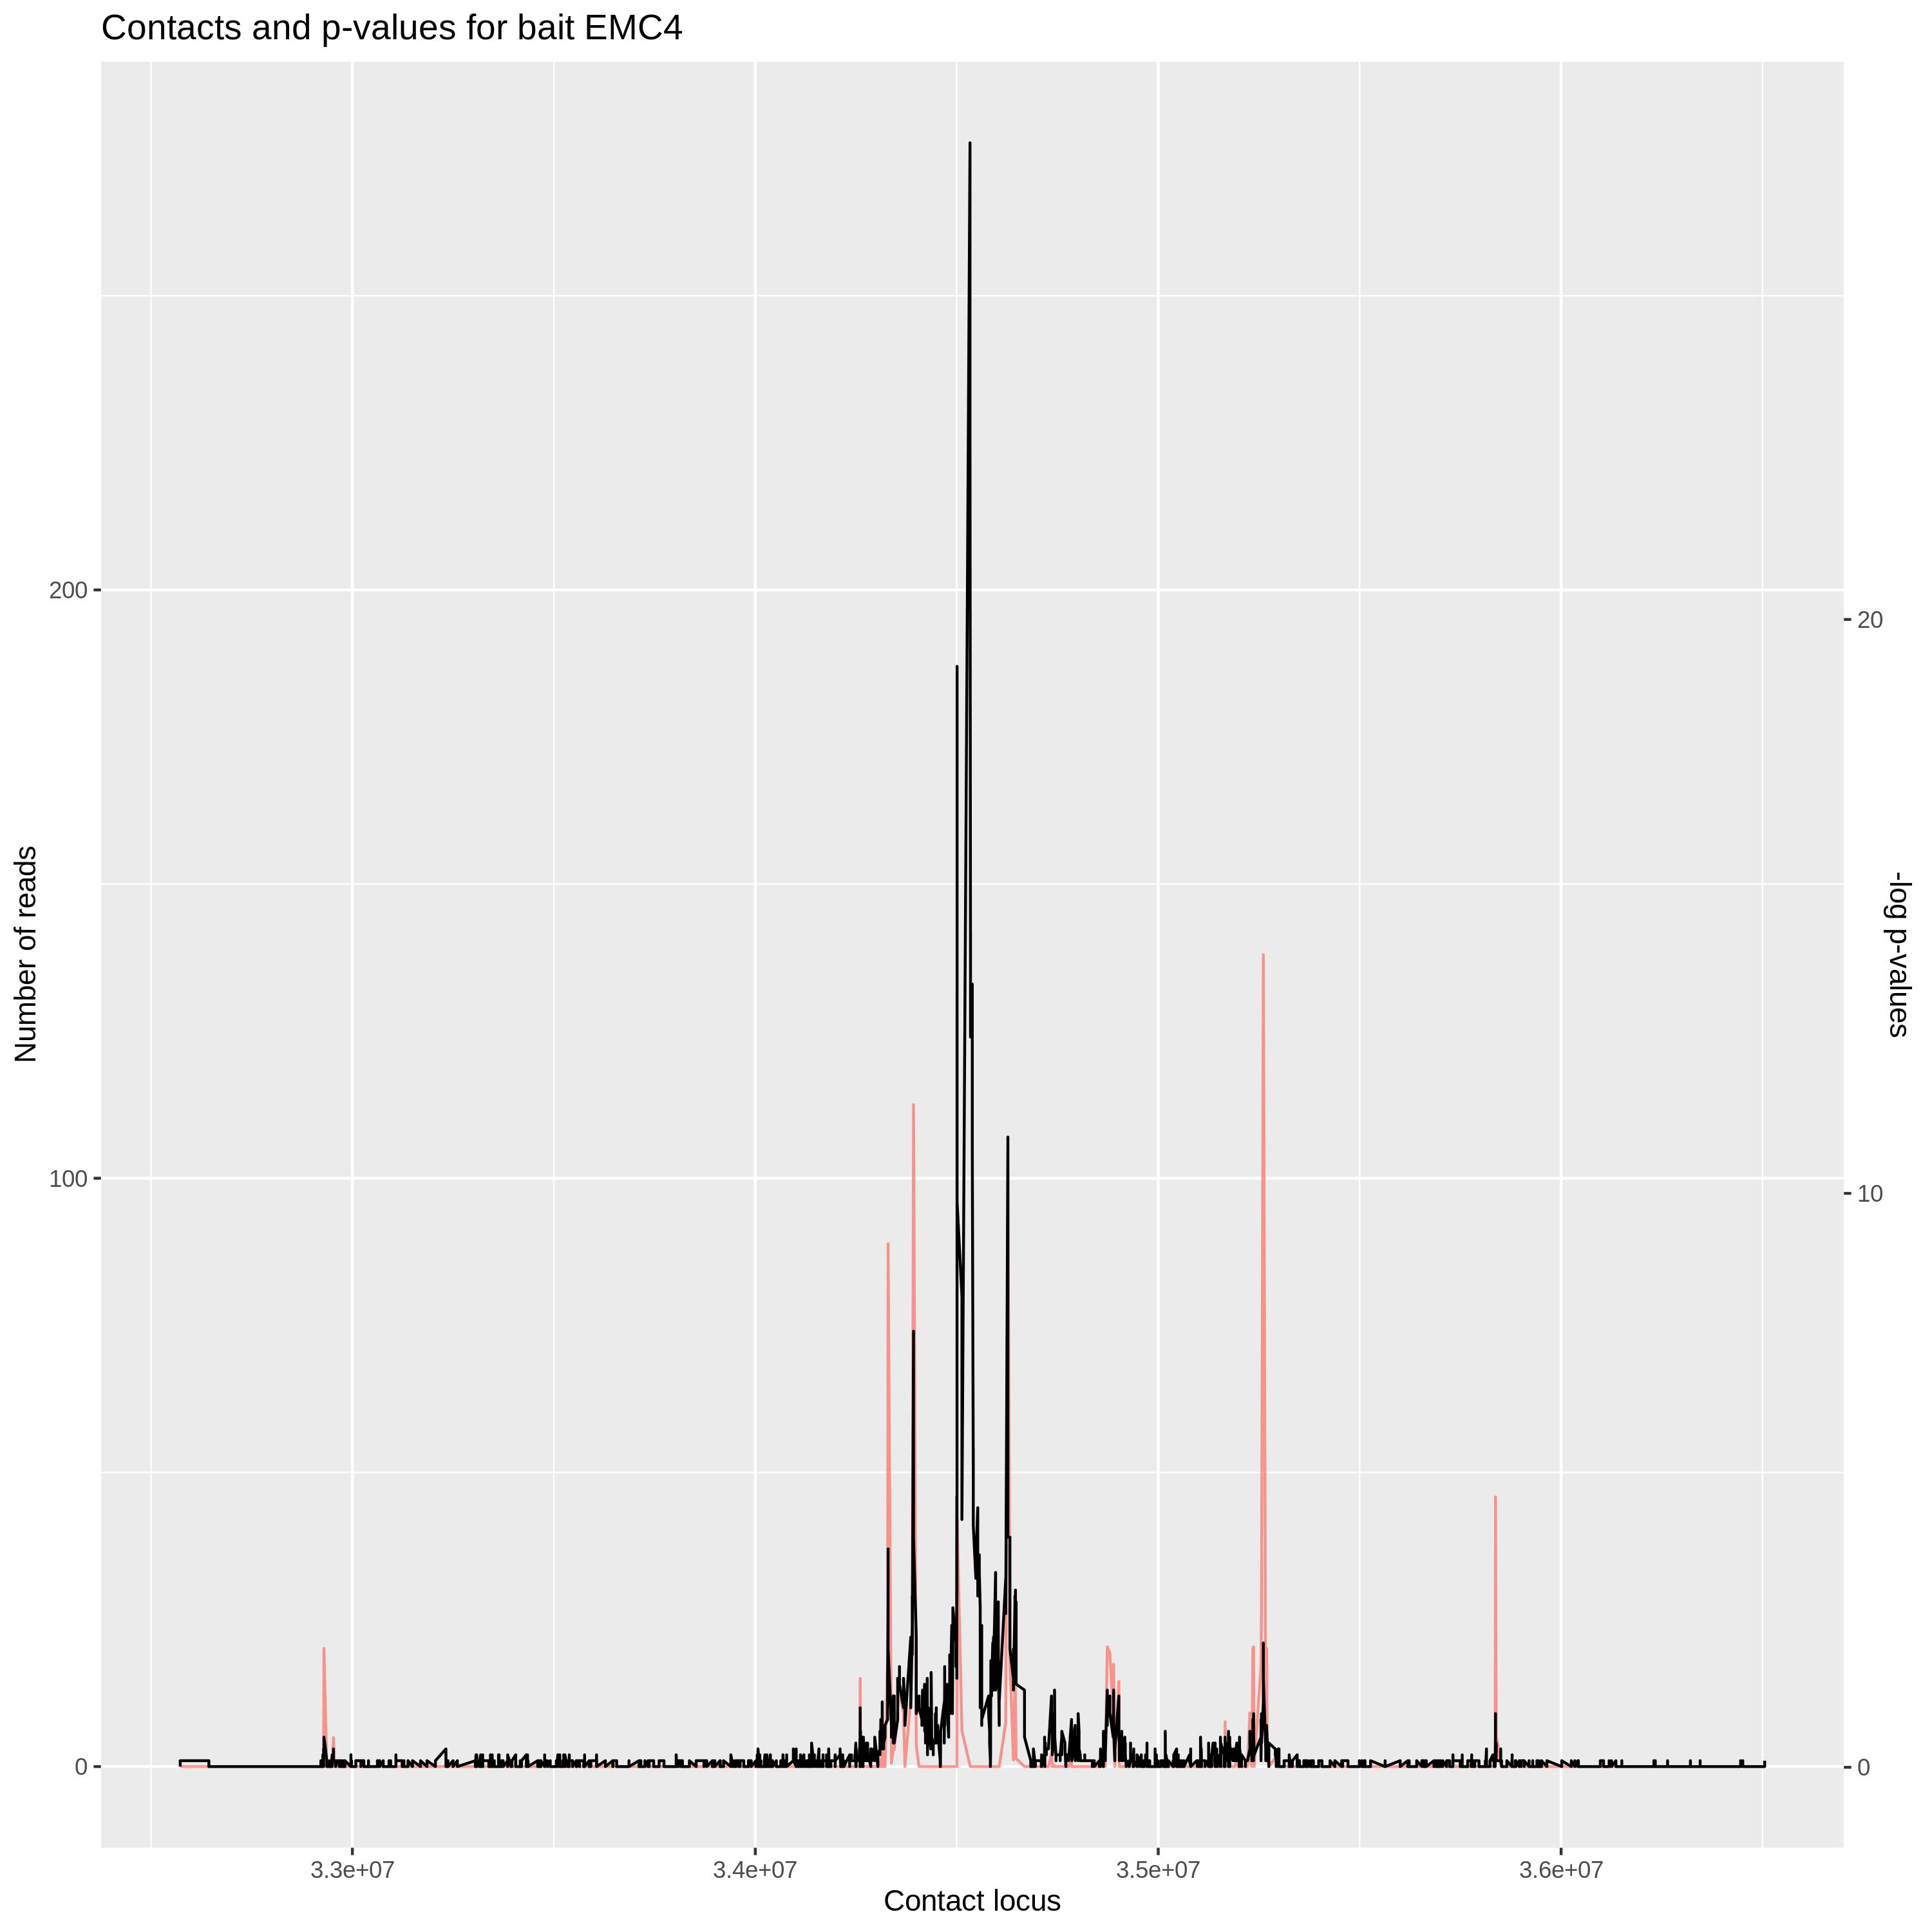 Contacts and p-values for bait EMC4
Number of reads
200
100
0
20
10
0
-log p-values
3.3e+07
3.4e+07
3.5e+07
3.6e+07
Contact locus